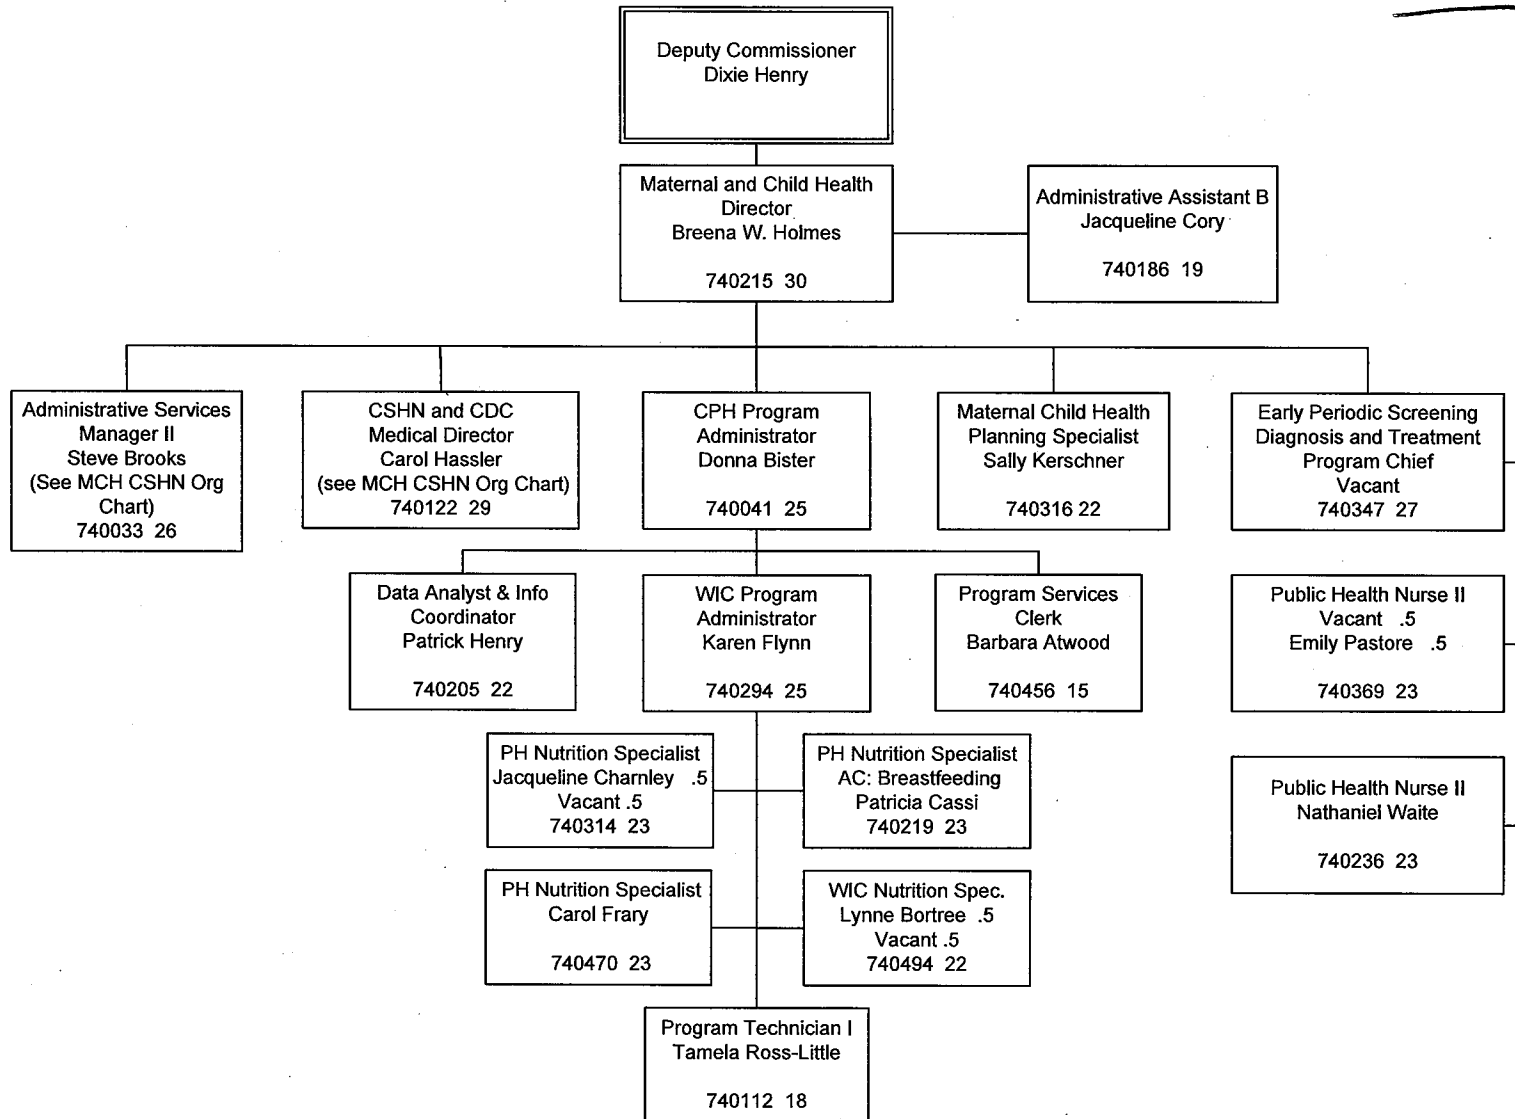 Deputy Commissioner
Dixie Henry
Maternal and Child Health
Director
Breena W. Holmes
740215 30
Administrative Assistant B
Jacqueline Cory
740186 19
Administrative Services
Manager II
Steve Brooks
(See MCH CSHN Org
Chart)
740033 26
CSHN and CDC
Medical Director
Carol Hassler
(see MCH CSHN Org Chart)
740122 29
CPH Program
Administrator
Donna Bister
740041 25
Maternal Child Health
Planning Specialist
Sally Kerschner
740316 22
Early Periodic Screening
Diagnosis and Treatment
Program Chief
Vacant
740347 27
Data Analyst & Info
Coordinator
Patrick Henry
740205 22
WIC Program
Administrator
Karen Flynn
740294 25
Program Services
Clerk
Barbara Atwood
740456 15
Public Health Nurse II
Vacant .5
Emily Pastore .5
740369 23
PH Nutrition Specialist
Jacqueline Charnley .5
Vacant .5
740314 23
PH Nutrition Specialist
AC: Breastfeeding
Patricia Cassi
740219 23
Public Health Nurse II
Nathaniel Waite
740236 23
PH Nutrition Specialist
Carol Frary
740470 23
WIC Nutrition Spec.
Lynne Bortree .5
Vacant .5
740494 22
Program Technician I
Tamela Ross-Little
740112 18